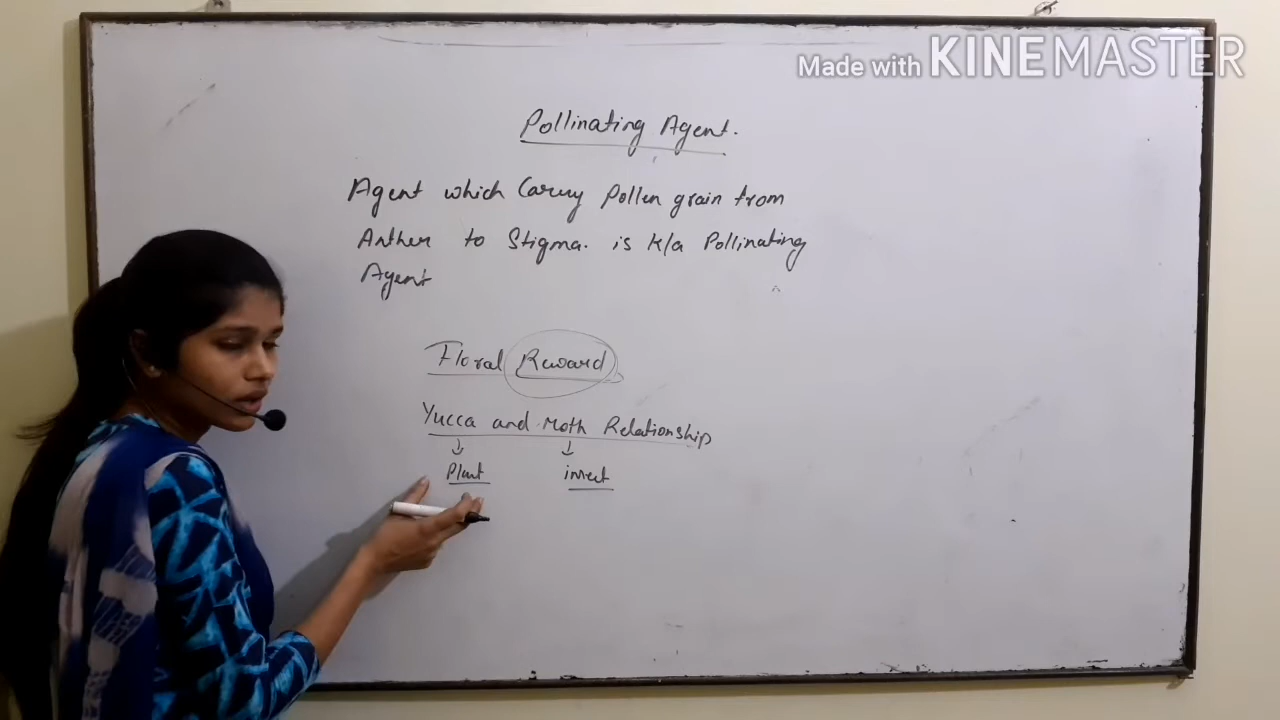 Made with KINEMASTER
Pollinating Agent.
Agent which Carry Pollen grain from
Anther to Stigma. is k/a Pollinating
Agent
Floral Reward
Yucca and Moth Relationship
Plant insect